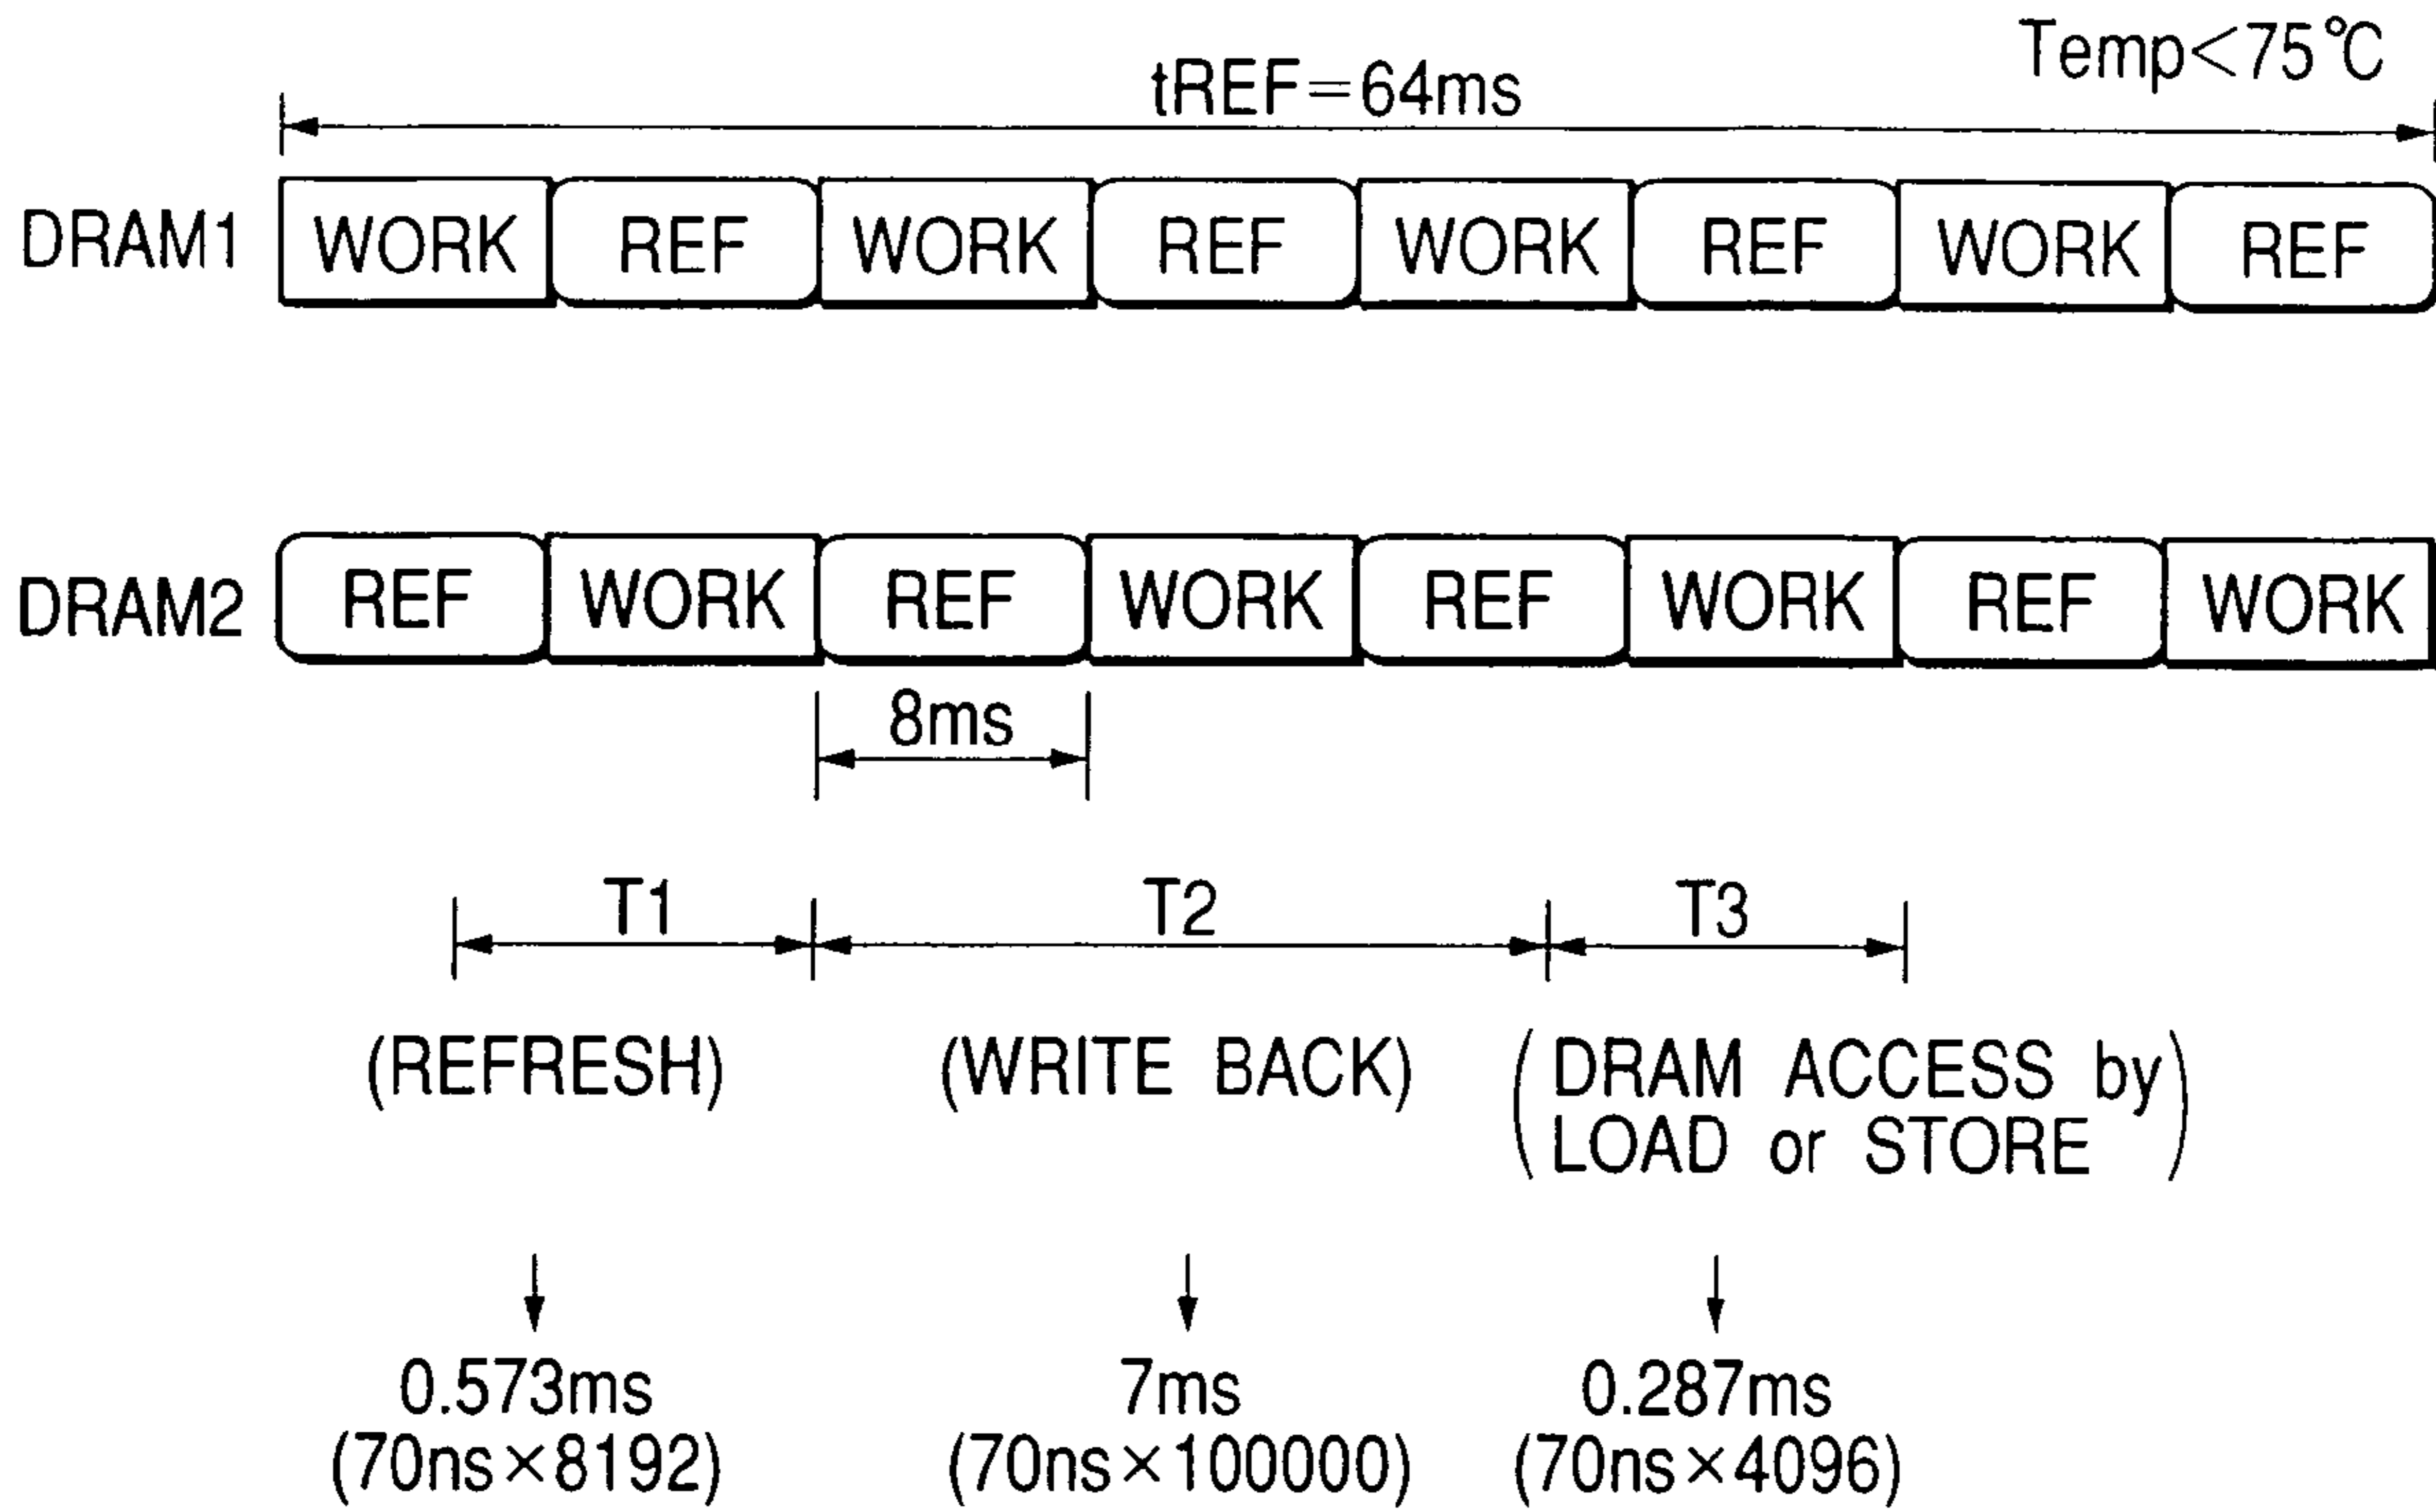 Temp<75°C
tREF=64ms
DRAM1 WORK REF WORK REF WORK REF WORK REF
DRAM2 REF WORK REF WORK REF WORK REF WORK
8ms
T1 T2 T3
(REFRESH) (WRITE BACK) (DRAM ACCESS by
LOAD or STORE)
0.573ms 7ms 0.287ms
(70ns×8192) (70ns×100000) (70ns×4096)